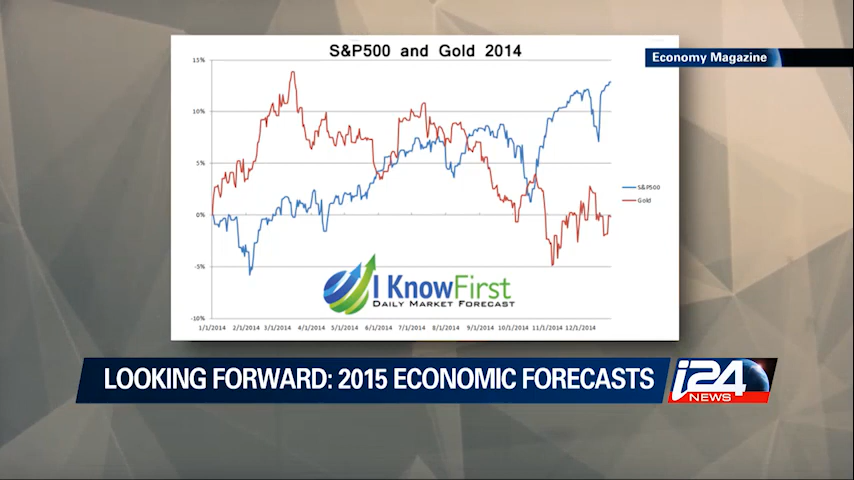 S&P500 and Gold 2014
Economy Magazine
15%
10%
5%
0%
-5%
-10%
S&P500
Gold
I KnowFirst
DAILY MARKET FORECAST
1/1/2014 2/1/2014 3/1/2014 4/1/2014 5/1/2014 6/1/2014 7/1/2014 8/1/2014 9/1/2014 10/1/2014 11/1/2014 12/1/2014
LOOKING FORWARD: 2015 ECONOMIC FORECASTS
i24
NEWS